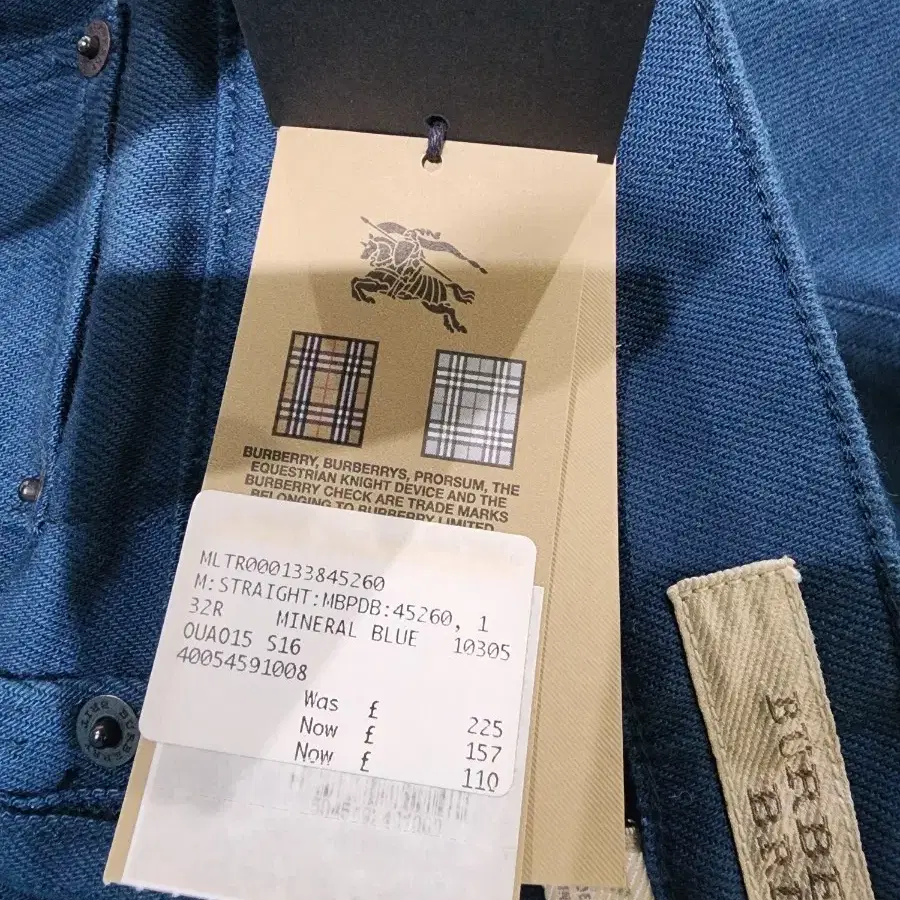 BURBERRY, BURBERRYS, PRORSUM, THE
EQUESTRIAN KNIGHT DEVICE AND THE
BURBERRY CHECK ARE TRADE MARKS
BELONGING TO BURBERRY LIMITED
MLTR000133845260
M:STRAIGHT:MBPDB:45260, 1
32R MINERAL BLUE 10305
OUA015 S16
40054591008
Was £ 225
Now £ 157
Now £ 110
BURBE
BRI